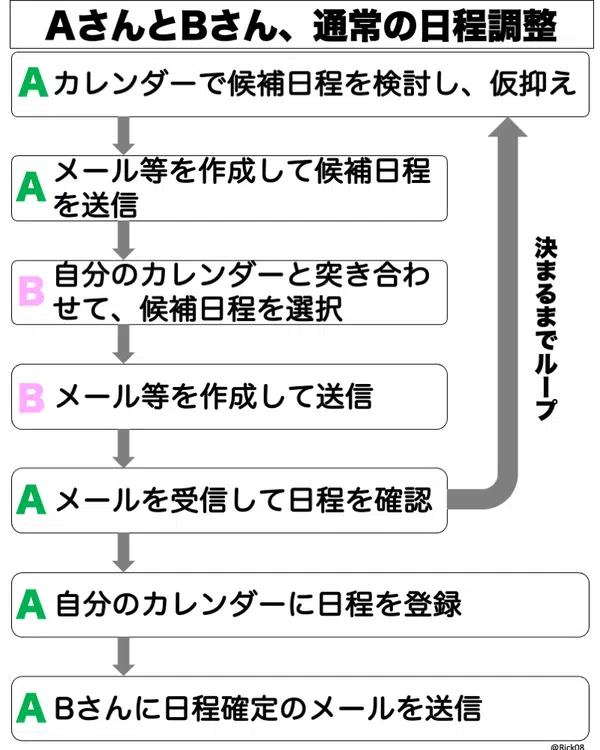 AさんとBさん、通常の日程調整
A カレンダーで候補日程を検討し、仮抑え
A メール等を作成して候補日程
を送信
B 自分のカレンダーと突き合わ
せて、候補日程を選択
B メール等を作成して送信
A メールを受信して日程を確認
決まるまでループ
A 自分のカレンダーに日程を登録
A Bさんに日程確定のメールを送信
@Rick08